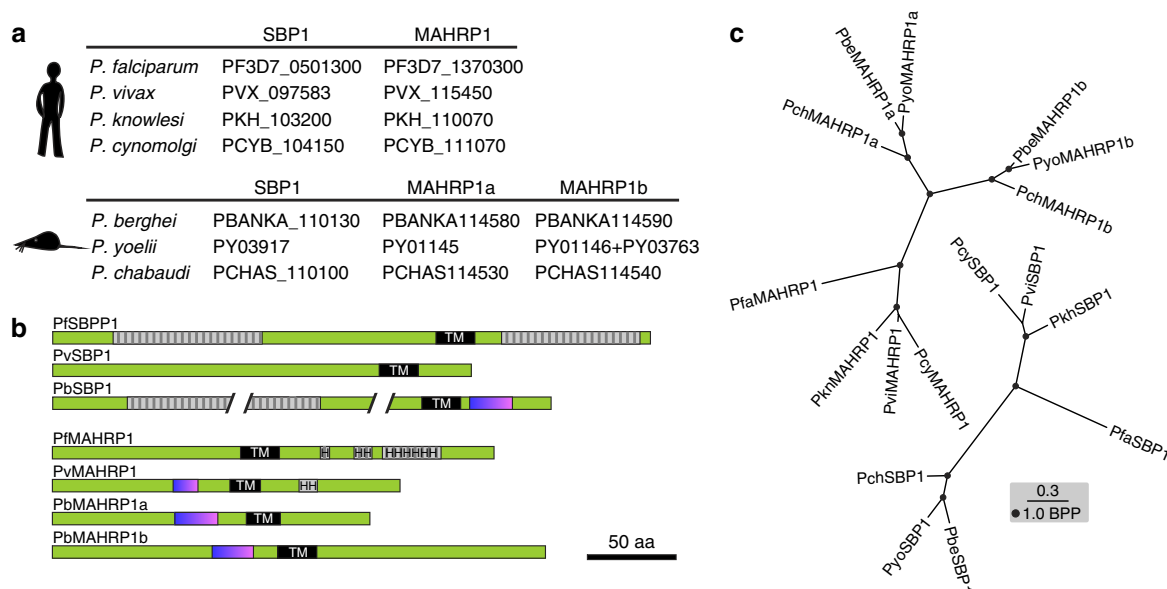 a
SBP1 MAHRP1
P. falciparum PF3D7_0501300 PF3D7_1370300
P. vivax PVX_097583 PVX_115450
P. knowlesi PKH_103200 PKH_110070
P. cynomolgi PCYB_104150 PCYB_111070
SBP1 MAHRP1a MAHRP1b
P. berghei PBANKA_110130 PBANKA114580 PBANKA114590
P. yoelii PY03917 PY01145 PY01146+PY03763
P. chabaudi PCHAS_110100 PCHAS114530 PCHAS114540
b
PfSBPP1
TM
PvSBP1
TM
PbSBP1
TM
PfMAHRP1
TM H HH HHHHHH
PvMAHRP1
TM HH
PbMAHRP1a
TM
PbMAHRP1b
TM
50 aa
c
PbeMAHRP1a
PyoMAHRP1a
PchMAHRP1a
PbeMAHRP1b
PyoMAHRP1b
PchMAHRP1b
PfaMAHRP1
PknMAHRP1
PviMAHRP1
PcyMAHRP1
PcySBP1
PviSBP1
PkhSBP1
PfaSBP1
PchSBP1
PyoSBP1
PbeSBP1
0.3
1.0 BPP